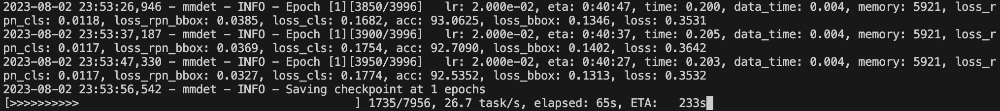 2023-08-02 23:53:26,946 - mmdet - INFO - Epoch [1][3850/3996]   lr: 2.000e-02, eta: 0:40:47, time: 0.200, data_time: 0.004, memory: 5921, loss_r
pn_cls: 0.0118, loss_rpn_bbox: 0.0385, loss_cls: 0.1682, acc: 93.0625, loss_bbox: 0.1346, loss: 0.3531
2023-08-02 23:53:37,187 - mmdet - INFO - Epoch [1][3900/3996]   lr: 2.000e-02, eta: 0:40:37, time: 0.205, data_time: 0.004, memory: 5921, loss_r
pn_cls: 0.0117, loss_rpn_bbox: 0.0369, loss_cls: 0.1754, acc: 92.7090, loss_bbox: 0.1402, loss: 0.3642
2023-08-02 23:53:47,330 - mmdet - INFO - Epoch [1][3950/3996]   lr: 2.000e-02, eta: 0:40:27, time: 0.203, data_time: 0.004, memory: 5921, loss_r
pn_cls: 0.0117, loss_rpn_bbox: 0.0327, loss_cls: 0.1774, acc: 92.5352, loss_bbox: 0.1313, loss: 0.3532
2023-08-02 23:53:56,542 - mmdet - INFO - Saving checkpoint at 1 epochs
[>>>>>>>>>>                                        ] 1735/7956, 26.7 task/s, elapsed: 65s, ETA:   233s